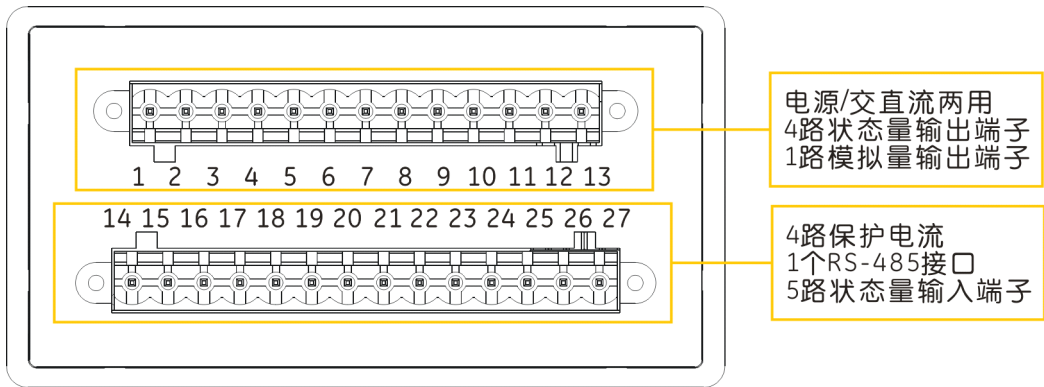 电源/交直流两用
4路状态量输出端子
1路模拟量输出端子
1 2 3 4 5 6 7 8 9 10 11 12 13
14 15 16 17 18 19 20 21 22 23 24 25 26 27
4路保护电流
1个RS-485接口
5路状态量输入端子